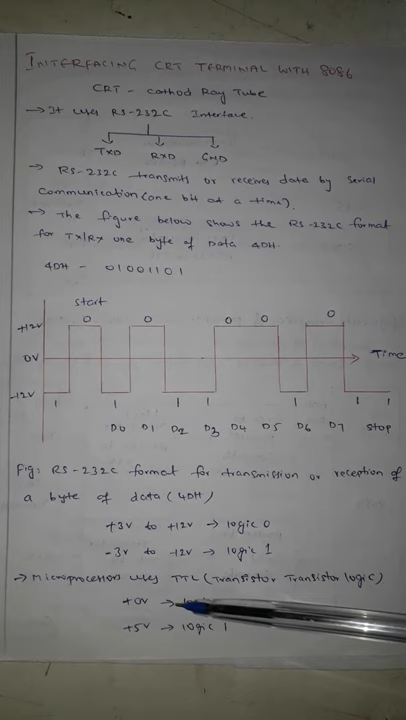 INTERFACING CRT TERMINAL WITH 8086
CRT - Cathod Ray Tube
→ It uses RS-232C Interface.
TXD RXD GND
→ RS-232C transmits or receives data by serial
communication (one bit at a time).
→ The figure below shows the RS-232C format
for Tx/Rx one byte of Data 4DH.
4DH - 01001101
start
+12V 0 0 0 0 0
0V Time
-12V 1 1 1 1 1 1 1
D0 D1 D2 D3 D4 D5 D6 D7 stop
Fig: RS-232C format for transmission or reception of
a byte of data (4DH)
+3V to +12V → logic 0
-3V to -12V → logic 1
→ Microprocessor uses TTL (Transistor Transistor logic)
+0V →
+5V → logic 1